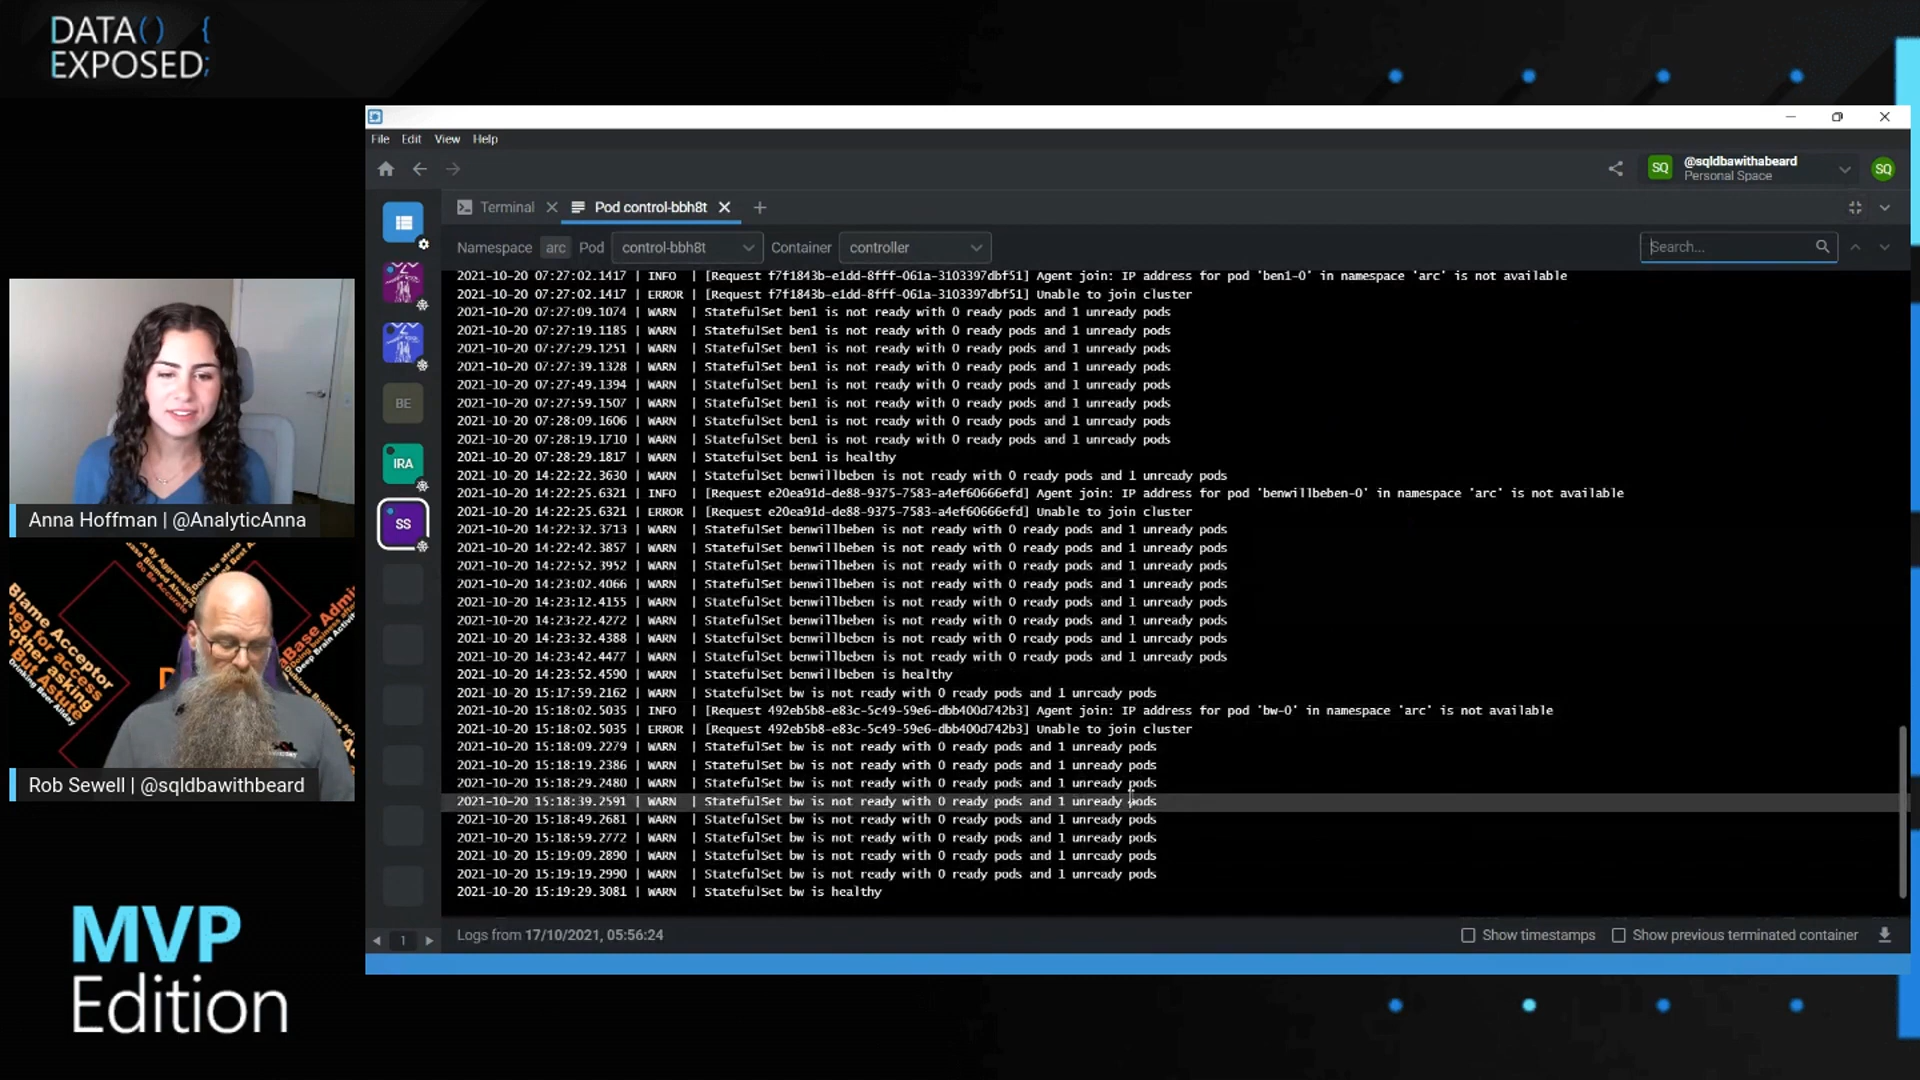 DATA() {
EXPOSED;
File Edit View Help
SQ @sqldbawithabeard
Personal Space
SQ
Terminal Pod control-bbh8t
Namespace arc Pod control-bbh8t Container controller Search...
2021-10-20 07:27:02.1417 | INFO | [Request f7f1843b-e1dd-8fff-061a-3103397dbf51] Agent join: IP address for pod 'ben1-0' in namespace 'arc' is not available
2021-10-20 07:27:02.1417 | ERROR | [Request f7f1843b-e1dd-8fff-061a-3103397dbf51] Unable to join cluster
2021-10-20 07:27:09.1074 | WARN | StatefulSet ben1 is not ready with 0 ready pods and 1 unready pods
2021-10-20 07:27:19.1185 | WARN | StatefulSet ben1 is not ready with 0 ready pods and 1 unready pods
2021-10-20 07:27:29.1251 | WARN | StatefulSet ben1 is not ready with 0 ready pods and 1 unready pods
2021-10-20 07:27:39.1328 | WARN | StatefulSet ben1 is not ready with 0 ready pods and 1 unready pods
2021-10-20 07:27:49.1394 | WARN | StatefulSet ben1 is not ready with 0 ready pods and 1 unready pods
2021-10-20 07:27:59.1507 | WARN | StatefulSet ben1 is not ready with 0 ready pods and 1 unready pods
2021-10-20 07:28:09.1606 | WARN | StatefulSet ben1 is not ready with 0 ready pods and 1 unready pods
2021-10-20 07:28:19.1710 | WARN | StatefulSet ben1 is not ready with 0 ready pods and 1 unready pods
2021-10-20 07:28:29.1817 | WARN | StatefulSet ben1 is healthy
2021-10-20 14:22:22.3630 | WARN | StatefulSet benwillbeben is not ready with 0 ready pods and 1 unready pods
2021-10-20 14:22:25.6321 | INFO | [Request e20ea91d-de88-9375-7583-a4ef60666efd] Agent join: IP address for pod 'benwillbeben-0' in namespace 'arc' is not available
2021-10-20 14:22:25.6321 | ERROR | [Request e20ea91d-de88-9375-7583-a4ef60666efd] Unable to join cluster
2021-10-20 14:22:32.3713 | WARN | StatefulSet benwillbeben is not ready with 0 ready pods and 1 unready pods
2021-10-20 14:22:42.3857 | WARN | StatefulSet benwillbeben is not ready with 0 ready pods and 1 unready pods
2021-10-20 14:22:52.3952 | WARN | StatefulSet benwillbeben is not ready with 0 ready pods and 1 unready pods
2021-10-20 14:23:02.4066 | WARN | StatefulSet benwillbeben is not ready with 0 ready pods and 1 unready pods
2021-10-20 14:23:12.4155 | WARN | StatefulSet benwillbeben is not ready with 0 ready pods and 1 unready pods
2021-10-20 14:23:22.4272 | WARN | StatefulSet benwillbeben is not ready with 0 ready pods and 1 unready pods
2021-10-20 14:23:32.4388 | WARN | StatefulSet benwillbeben is not ready with 0 ready pods and 1 unready pods
2021-10-20 14:23:42.4477 | WARN | StatefulSet benwillbeben is not ready with 0 ready pods and 1 unready pods
2021-10-20 14:23:52.4590 | WARN | StatefulSet benwillbeben is healthy
2021-10-20 15:17:59.2162 | WARN | StatefulSet bw is not ready with 0 ready pods and 1 unready pods
2021-10-20 15:18:02.5035 | INFO | [Request 492eb5b8-e83c-5c49-59e6-dbb400d742b3] Agent join: IP address for pod 'bw-0' in namespace 'arc' is not available
2021-10-20 15:18:02.5035 | ERROR | [Request 492eb5b8-e83c-5c49-59e6-dbb400d742b3] Unable to join cluster
2021-10-20 15:18:09.2279 | WARN | StatefulSet bw is not ready with 0 ready pods and 1 unready pods
2021-10-20 15:18:19.2386 | WARN | StatefulSet bw is not ready with 0 ready pods and 1 unready pods
2021-10-20 15:18:29.2480 | WARN | StatefulSet bw is not ready with 0 ready pods and 1 unready pods
2021-10-20 15:18:39.2591 | WARN | StatefulSet bw is not ready with 0 ready pods and 1 unready pods
2021-10-20 15:18:49.2681 | WARN | StatefulSet bw is not ready with 0 ready pods and 1 unready pods
2021-10-20 15:18:59.2772 | WARN | StatefulSet bw is not ready with 0 ready pods and 1 unready pods
2021-10-20 15:19:09.2890 | WARN | StatefulSet bw is not ready with 0 ready pods and 1 unready pods
2021-10-20 15:19:19.2990 | WARN | StatefulSet bw is not ready with 0 ready pods and 1 unready pods
2021-10-20 15:19:29.3081 | WARN | StatefulSet bw is healthy
BE
IRA
SS
1
Logs from 17/10/2021, 05:56:24 Show timestamps Show previous terminated container
Anna Hoffman | @AnalyticAnna
Blame Acceptor
beg for access
other asking
But
Astute
Drinking Beer Allday
Rob Sewell | @sqldbawithbeard
MVP
Edition